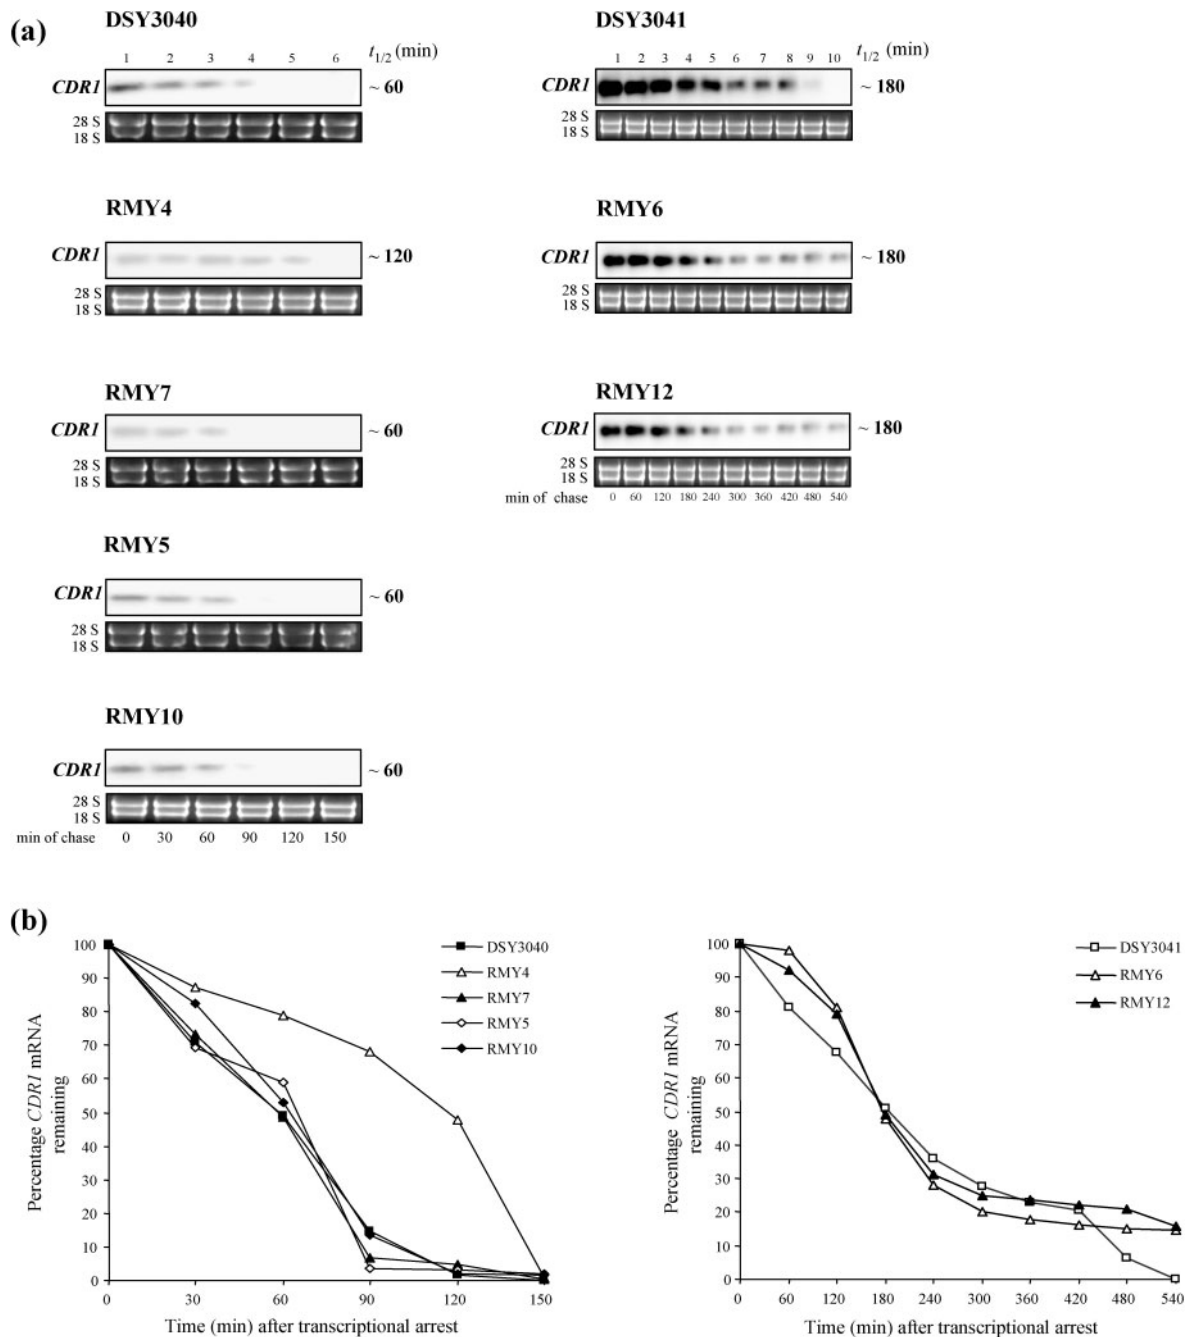 (a)
DSY3040
1 2 3 4 5 6 t1/2 (min)
CDR1 ~ 60
28 S
18 S
RMY4
CDR1 ~ 120
28 S
18 S
RMY7
CDR1 ~ 60
28 S
18 S
RMY5
CDR1 ~ 60
28 S
18 S
RMY10
CDR1 ~ 60
28 S
18 S
min of chase 0 30 60 90 120 150
DSY3041
1 2 3 4 5 6 7 8 9 10 t1/2 (min)
CDR1 ~ 180
28 S
18 S
RMY6
CDR1 ~ 180
28 S
18 S
RMY12
CDR1 ~ 180
28 S
18 S
min of chase 0 60 120 180 240 300 360 420 480 540
(b)
Percentage CDR1 mRNA
remaining
100
90
80
70
60
50
40
30
20
10
0
DSY3040
RMY4
RMY7
RMY5
RMY10
0 30 60 90 120 150
Time (min) after transcriptional arrest
Percentage CDR1 mRNA
remaining
100
90
80
70
60
50
40
30
20
10
0
DSY3041
RMY6
RMY12
0 60 120 180 240 300 360 420 480 540
Time (min) after transcriptional arrest